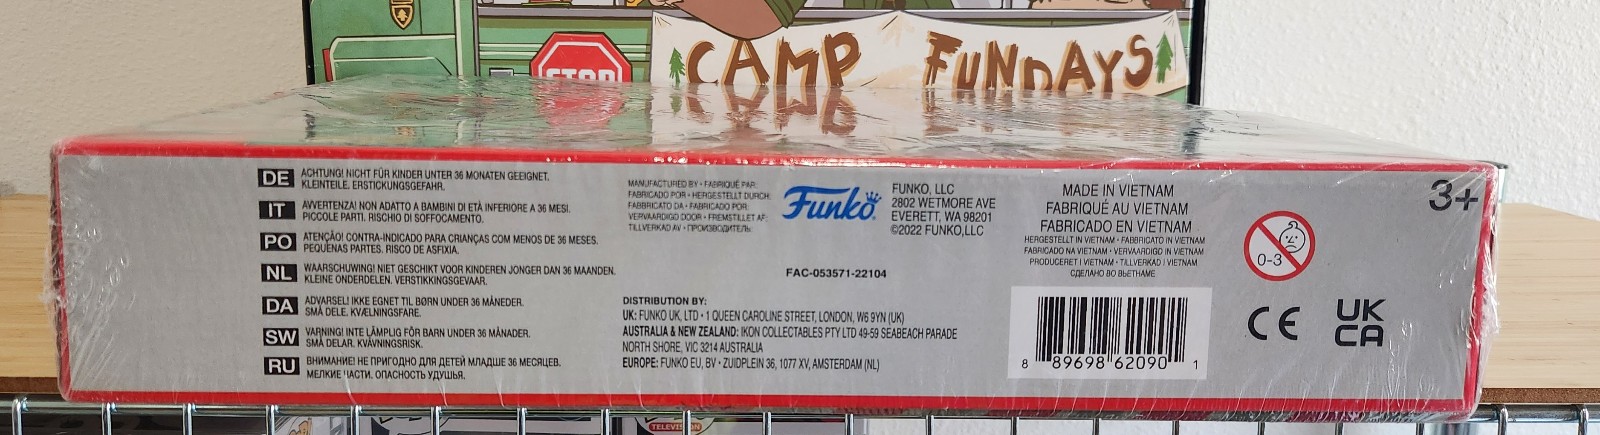 STOP
CAMP FUNDAYS
DE ACHTUNG! NICHT FÜR KINDER UNTER 36 MONATEN GEEIGNET.
KLEINTEILE. ERSTICKUNGSGEFAHR.
IT AVVERTENZA! NON ADATTO A BAMBINI DI ETÀ INFERIORE A 36 MESI.
PICCOLE PARTI. RISCHIO DI SOFFOCAMENTO.
PO ATENÇÃO! CONTRA-INDICADO PARA CRIANÇAS COM MENOS DE 36 MESES.
PEQUENAS PARTES. RISCO DE ASFIXIA.
NL WAARSCHUWING! NIET GESCHIKT VOOR KINDEREN JONGER DAN 36 MAANDEN.
KLEINE ONDERDELEN. VERSTIKKINGSGEVAAR.
DA ADVARSEL! IKKE EGNET TIL BØRN UNDER 36 MÅNEDER.
SMÅ DELE. KVÆLNINGSFARE.
SW VARNING! INTE LÄMPLIG FÖR BARN UNDER 36 MÅNADER.
SMÅ DELAR. KVÄVNINGSRISK.
RU ВНИМАНИЕ! НЕ ПРИГОДНО ДЛЯ ДЕТЕЙ МЛАДШЕ 36 МЕСЯЦЕВ.
МЕЛКИЕ ЧАСТИ. ОПАСНОСТЬ УДУШЬЯ.
MANUFACTURED BY • FABRIQUÉ PAR:
FABRICADO POR • HERGESTELLT DURCH:
FABBRICATO DA • FABRICADO POR:
VERVAARDIGD DOOR • FREMSTILLET AF:
TILLVERKAD AV • ПРОИЗВОДИТЕЛЬ:
Funko
FUNKO, LLC
2802 WETMORE AVE
EVERETT, WA 98201
©2022 FUNKO,LLC
FAC-053571-22104
DISTRIBUTION BY:
UK: FUNKO UK, LTD • 1 QUEEN CAROLINE STREET, LONDON, W6 9YN (UK)
AUSTRALIA & NEW ZEALAND: IKON COLLECTABLES PTY LTD 49-59 SEABEACH PARADE
NORTH SHORE, VIC 3214 AUSTRALIA
EUROPE: FUNKO EU, BV • ZUIDPLEIN 36, 1077 XV, AMSTERDAM (NL)
MADE IN VIETNAM
FABRIQUÉ AU VIETNAM
FABRICADO EN VIETNAM
HERGESTELLT IN VIETNAM • FABBRICATO IN VIETNAM
FABRICADO NA VIETNAM • VERVAARDIGD IN VIETNAM
PRODUCERET I VIETNAM • TILLVERKAD I VIETNAM
СДЕЛАНО ВО ВЬЕТНАМЕ
8 89698 62090 1
3+
0-3
CE
UK
CA
TELEVISION